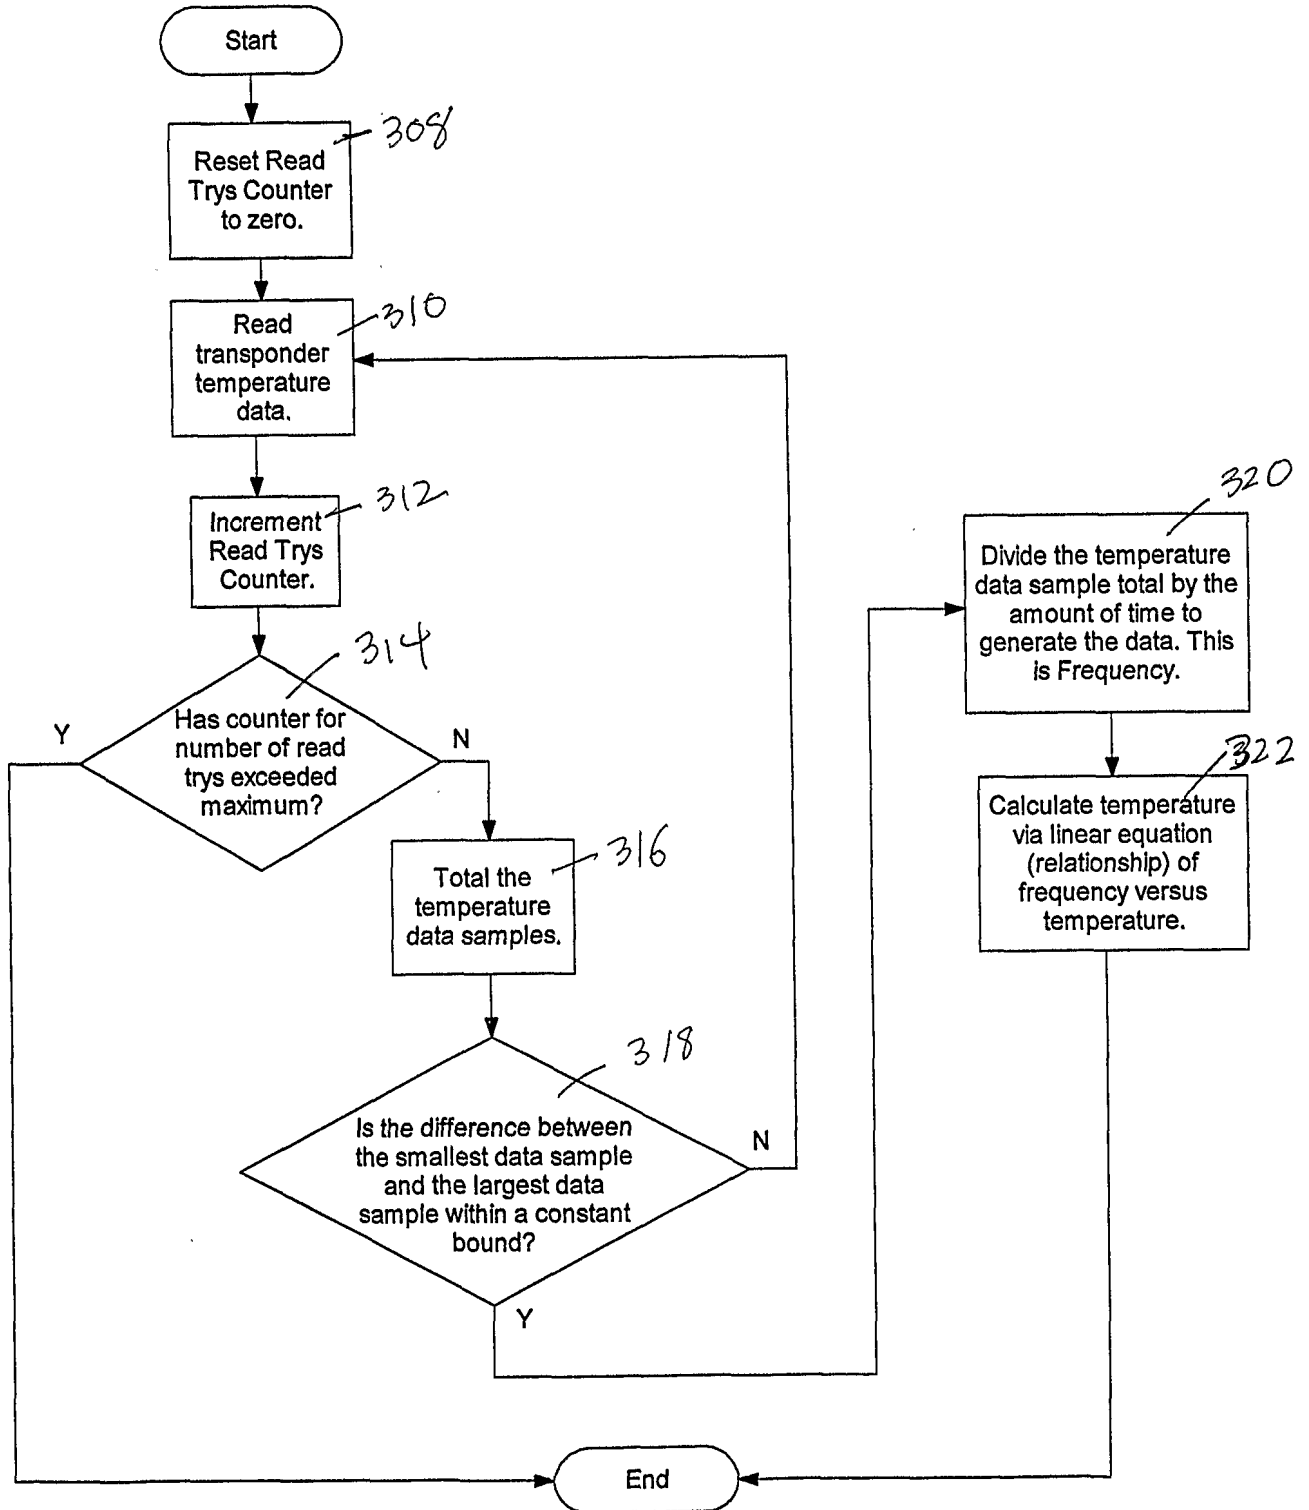 Start
308
Reset Read
Trys Counter
to zero.
310
Read
transponder
temperature
data.
312
Increment
Read Trys
Counter.
314
Has counter for
number of read
trys exceeded
maximum?
Y
N
316
Total the
temperature
data samples.
318
Is the difference between
the smallest data sample
and the largest data
sample within a constant
bound?
N
Y
320
Divide the temperature
data sample total by the
amount of time to
generate the data. This
is Frequency.
322
Calculate temperature
via linear equation
(relationship) of
frequency versus
temperature.
End